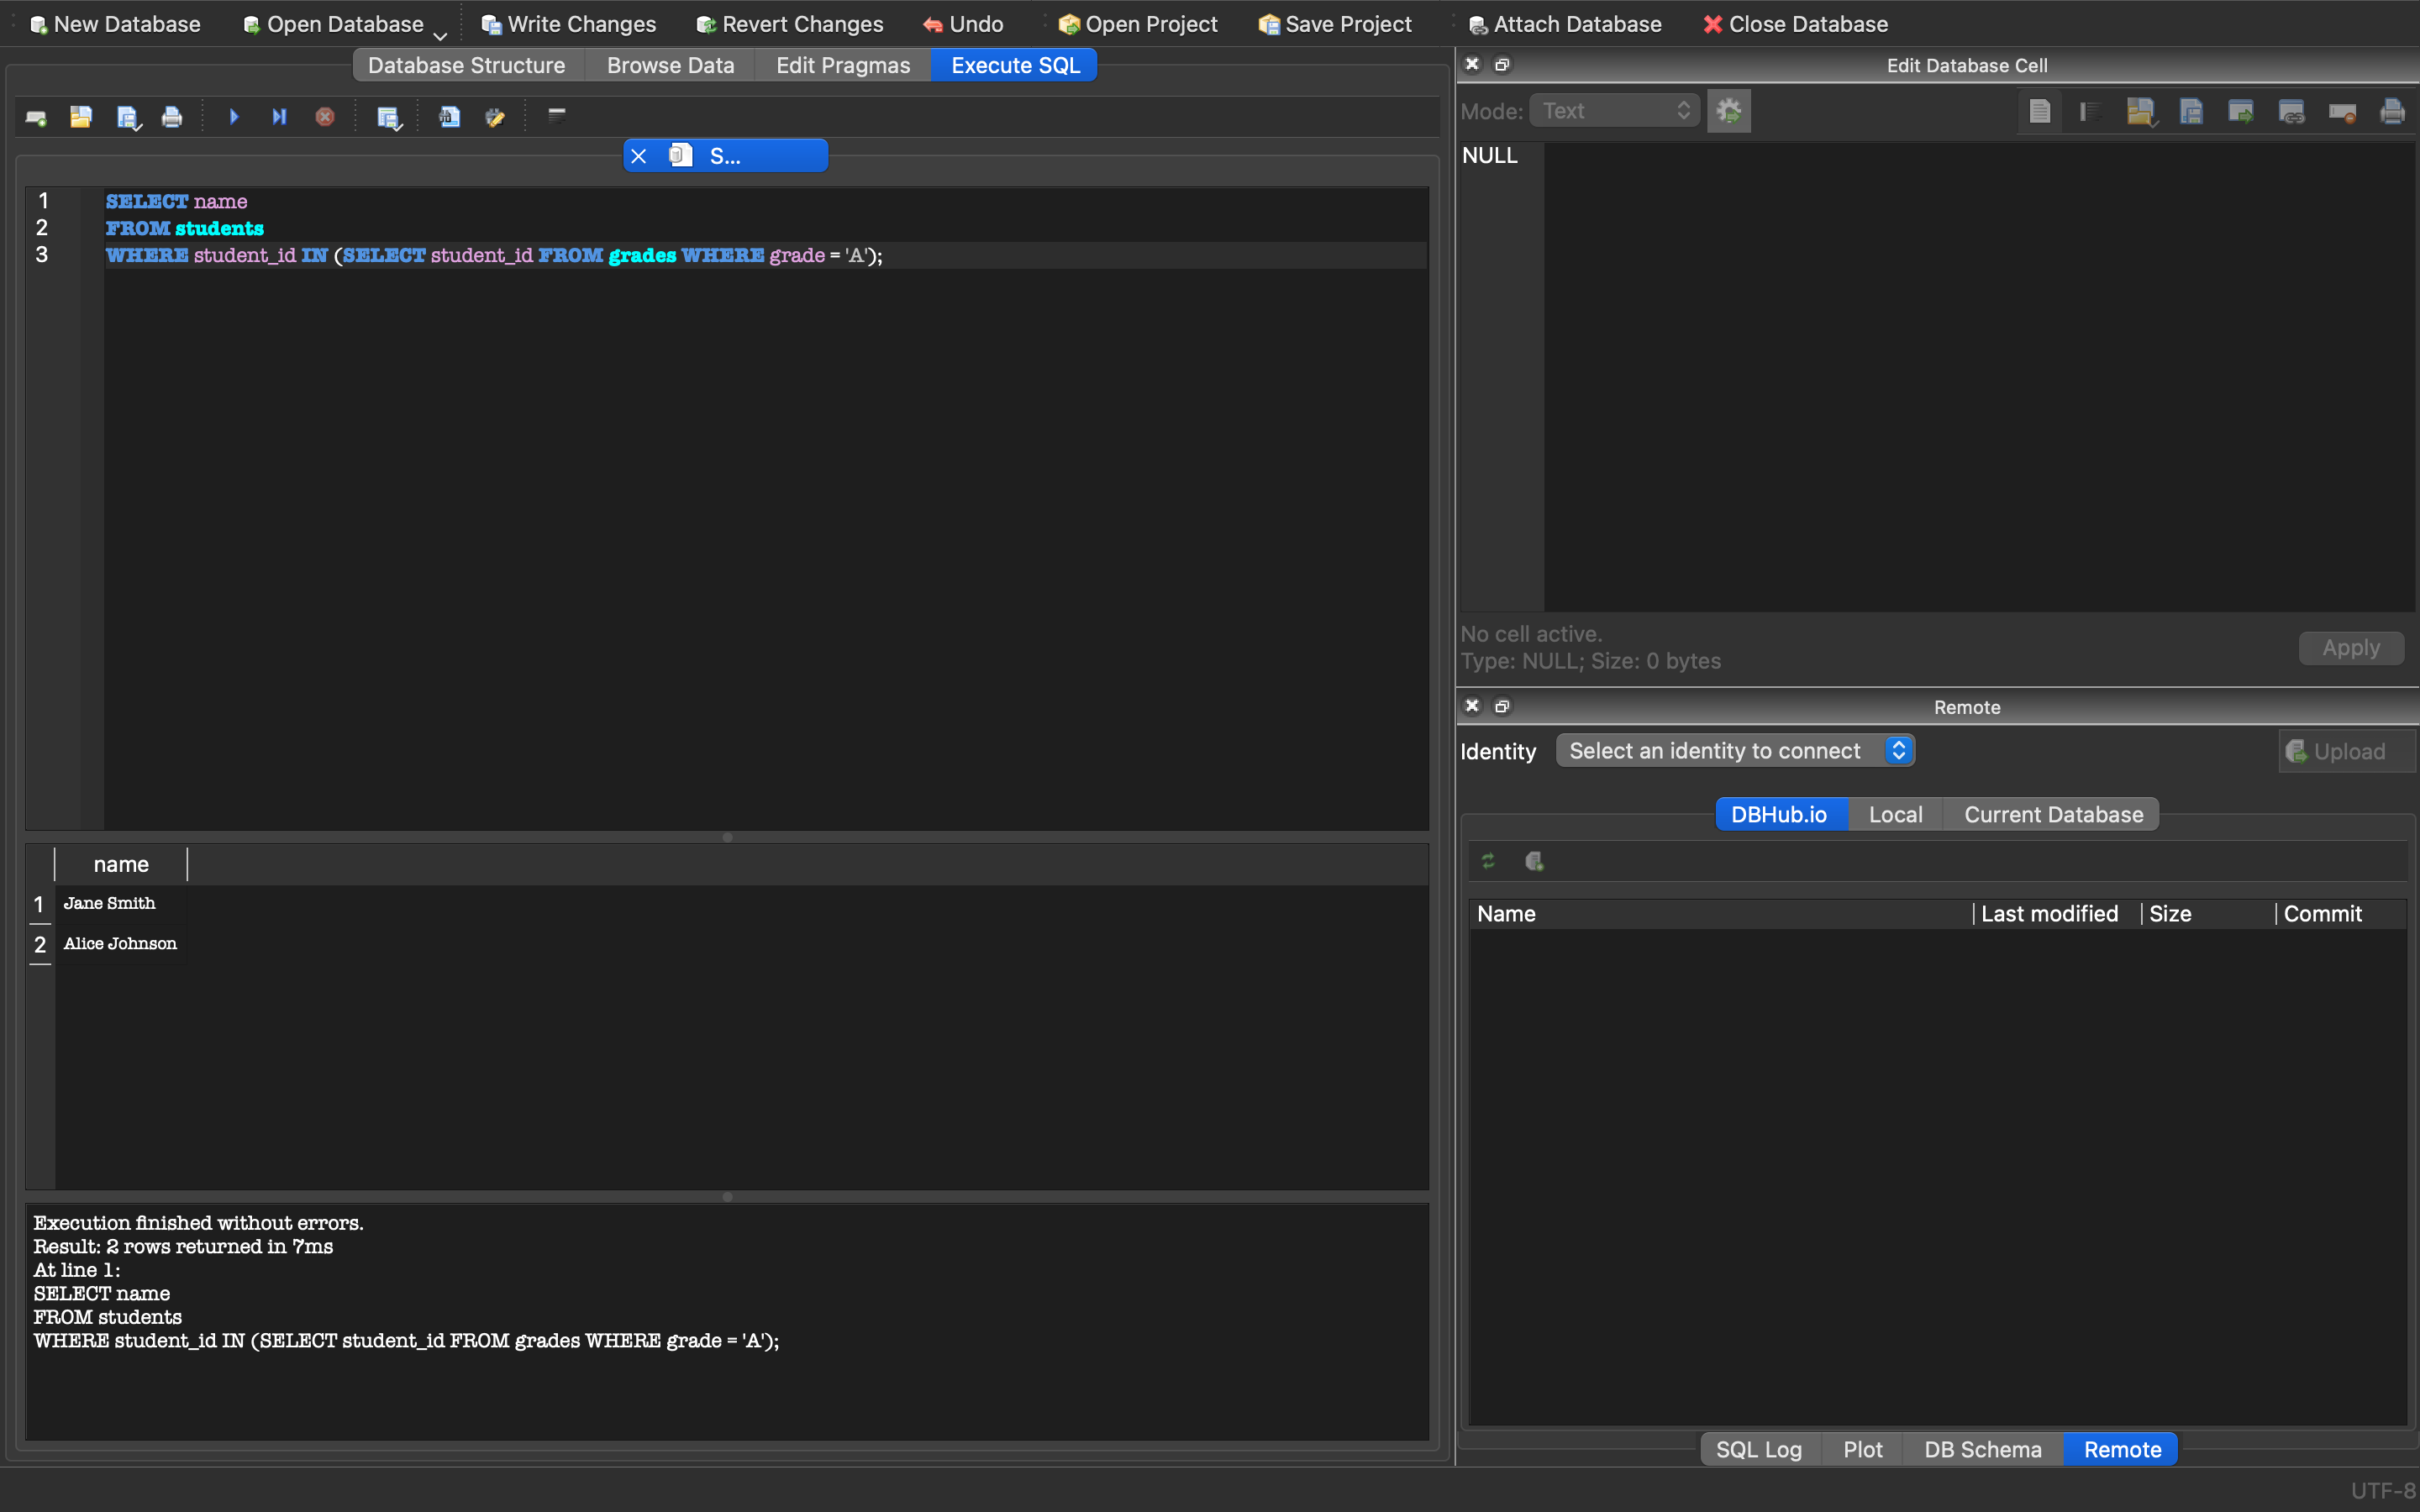 New Database Open Database Write Changes Revert Changes Undo Open Project Save Project Attach Database Close Database
Database Structure Browse Data Edit Pragmas Execute SQL
S...
1 SELECT name
2 FROM students
3 WHERE student_id IN (SELECT student_id FROM grades WHERE grade = 'A');
name
1 Jane Smith
2 Alice Johnson
Execution finished without errors.
Result: 2 rows returned in 7ms
At line 1:
SELECT name
FROM students
WHERE student_id IN (SELECT student_id FROM grades WHERE grade = 'A');
Edit Database Cell
Mode: Text
NULL
No cell active.
Type: NULL; Size: 0 bytes
Apply
Remote
Identity Select an identity to connect Upload
DBHub.io Local Current Database
Name Last modified Size Commit
SQL Log Plot DB Schema Remote
UTF-8